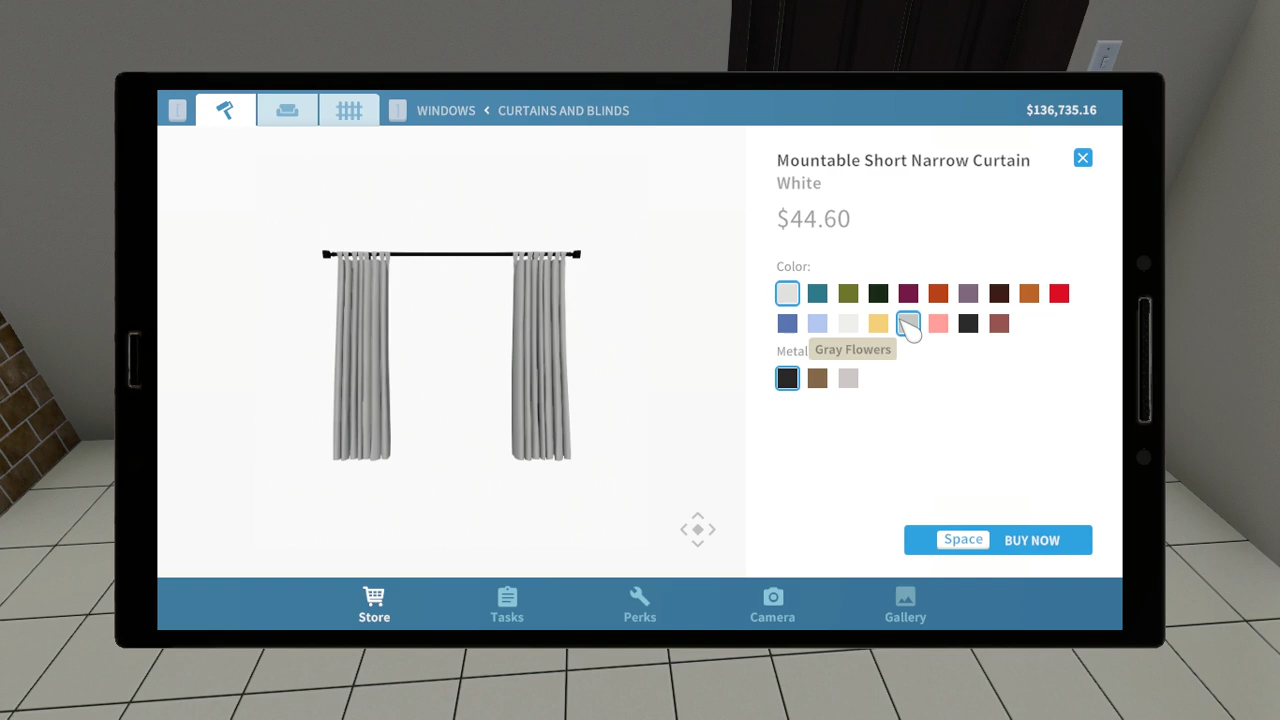 WINDOWS < CURTAINS AND BLINDS
$136,735.16
Mountable Short Narrow Curtain
White
$44.60
Color:
Gray Flowers
Metal
Space BUY NOW
Store
Tasks
Perks
Camera
Gallery